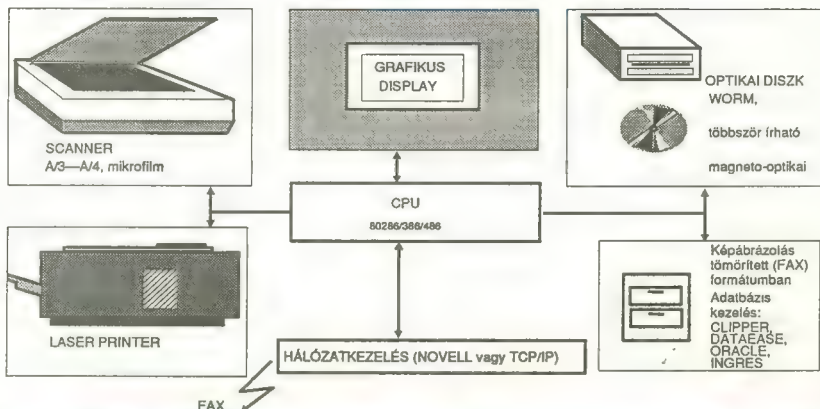 GRAFIKUS
DISPLAY
SCANNER
A/3—A/4, mikrofilm
OPTIKAI DISZK
WORM,
többször írható
magneto-optikai
CPU
80286/386/486
LASER PRINTER
HÁLÓZATKEZELÉS (NOVELL vagy TCP/IP)
FAX
Képábrázolás
tömörített (FAX)
formátumban
Adatbázis
kezelés:
CLIPPER,
DATAEASE,
ORACLE,
INGRES